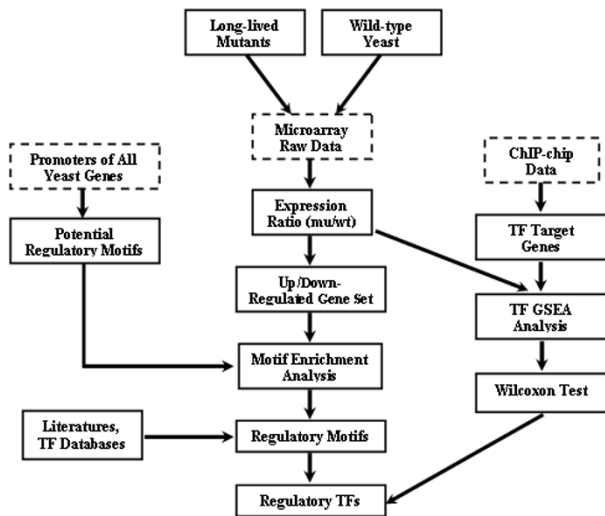 Long-lived
Mutants
Wild-type
Yeast
Microarray
Raw Data
Promoters of All
Yeast Genes
ChIP-chip
Data
Expression
Ratio (mu/wt)
Potential
Regulatory Motifs
TF Target
Genes
Up/Down-
Regulated Gene Set
TF GSEA
Analysis
Motif Enrichment
Analysis
Wilcoxon Test
Literatures,
TF Databases
Regulatory Motifs
Regulatory TFs